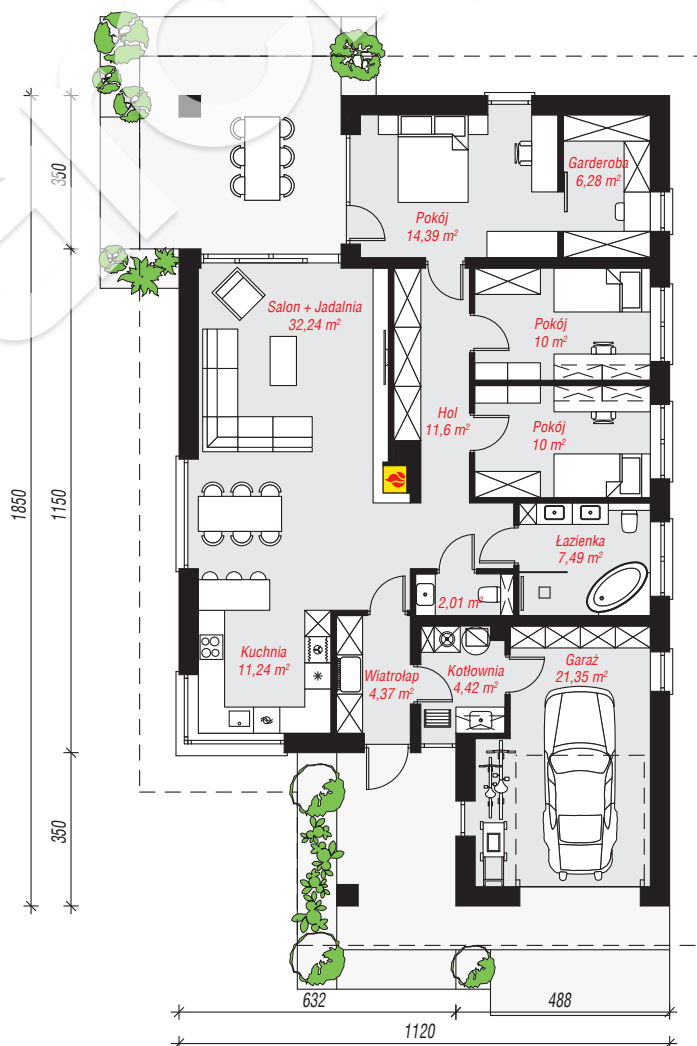 Garderoba
6,28 m²
Pokój
14,39 m²
Salon + Jadalnia
32,24 m²
Pokój
10 m²
Hol
11,6 m²
Pokój
10 m²
Łazienka
7,49 m²
2,01 m²
Kuchnia
11,24 m²
Wiatrołap
4,37 m²
Kotłownia
4,42 m²
Garaż
21,35 m²
350
1150
1850
350
632
488
1120